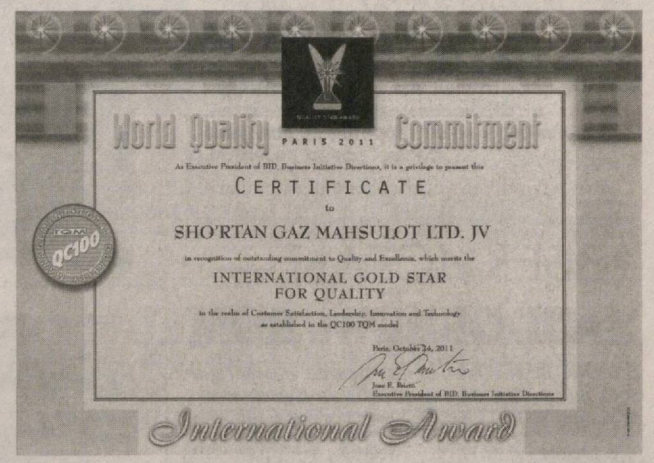 QUALITY STAR AWARD
World Quality Commitment
PARIS 2011
As Executive President of BID, Business Initiative Directions, it is a privilege to present this
CERTIFICATE
to
SHO'RTAN GAZ MAHSULOT LTD. JV
in recognition of outstanding commitment to Quality and Excellence, which merits the
INTERNATIONAL GOLD STAR
FOR QUALITY
in the realm of Customer Satisfaction, Leadership, Innovation and Technology
as established in the QC100 TQM model
TQM
QC100
Paris, October 24, 2011
Jose E. Prieto
Executive President of BID, Business Initiative Directions
International Award